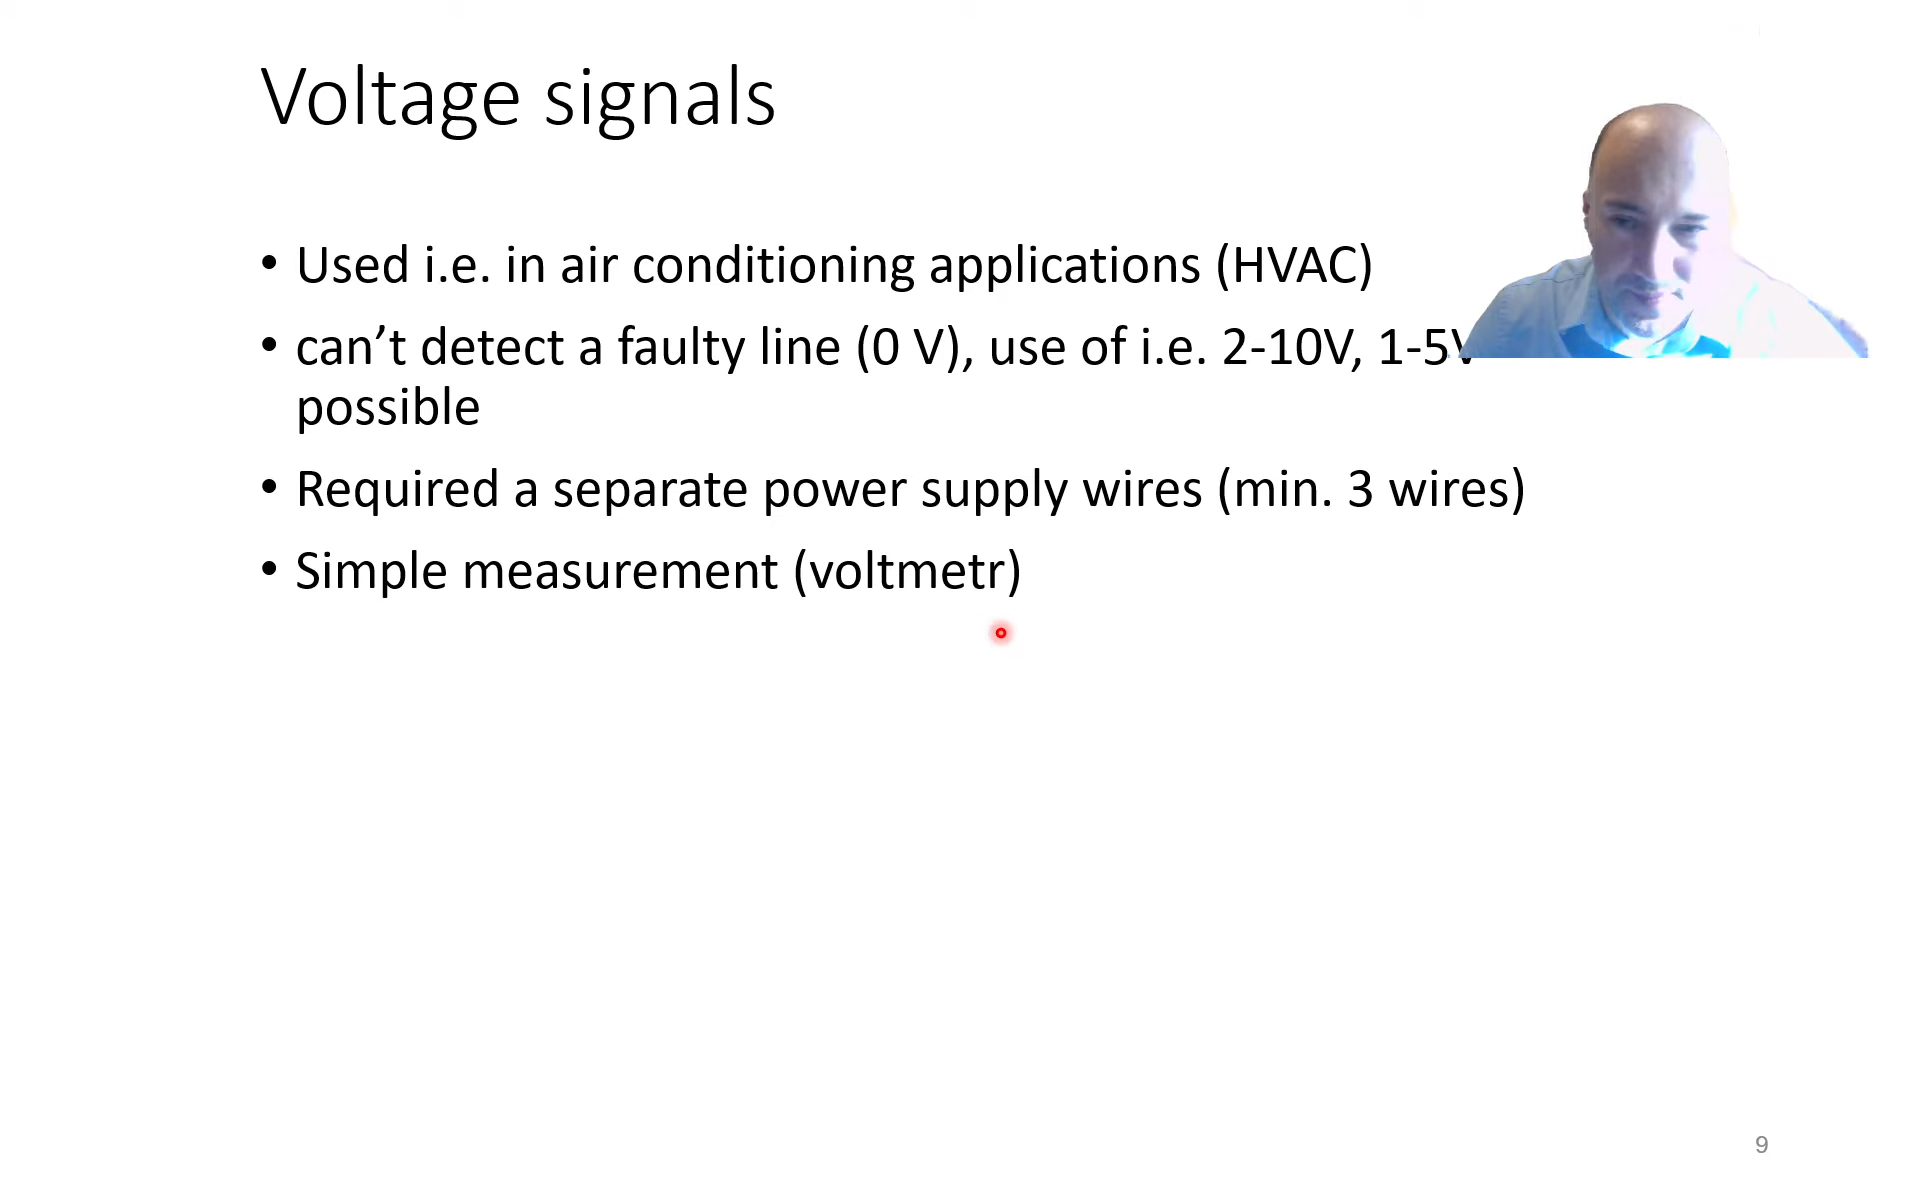 Voltage signals
• Used i.e. in air conditioning applications (HVAC)
• can’t detect a faulty line (0 V), use of i.e. 2-10V, 1-5V
possible
• Required a separate power supply wires (min. 3 wires)
• Simple measurement (voltmetr)
9